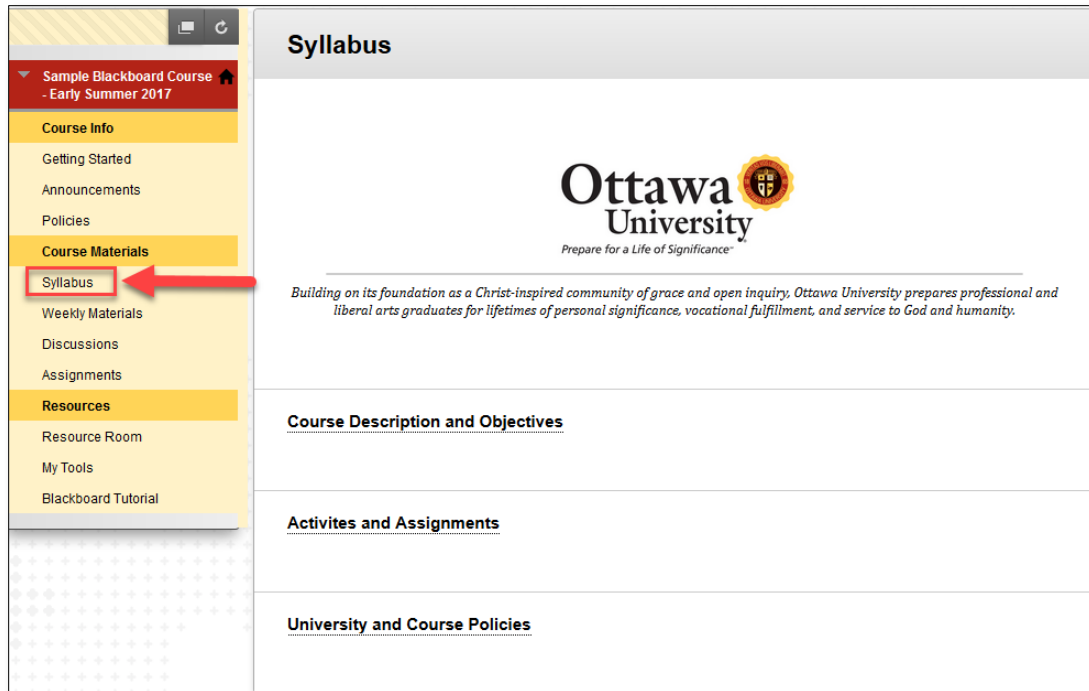 Sample Blackboard Course
- Early Summer 2017
Course Info
Getting Started
Announcements
Policies
Course Materials
Syllabus
Weekly Materials
Discussions
Assignments
Resources
Resource Room
My Tools
Blackboard Tutorial
Syllabus
Ottawa
University
Prepare for a Life of Significance
Building on its foundation as a Christ-inspired community of grace and open inquiry, Ottawa University prepares professional and
liberal arts graduates for lifetimes of personal significance, vocational fulfillment, and service to God and humanity.
Course Description and Objectives
Activites and Assignments
University and Course Policies